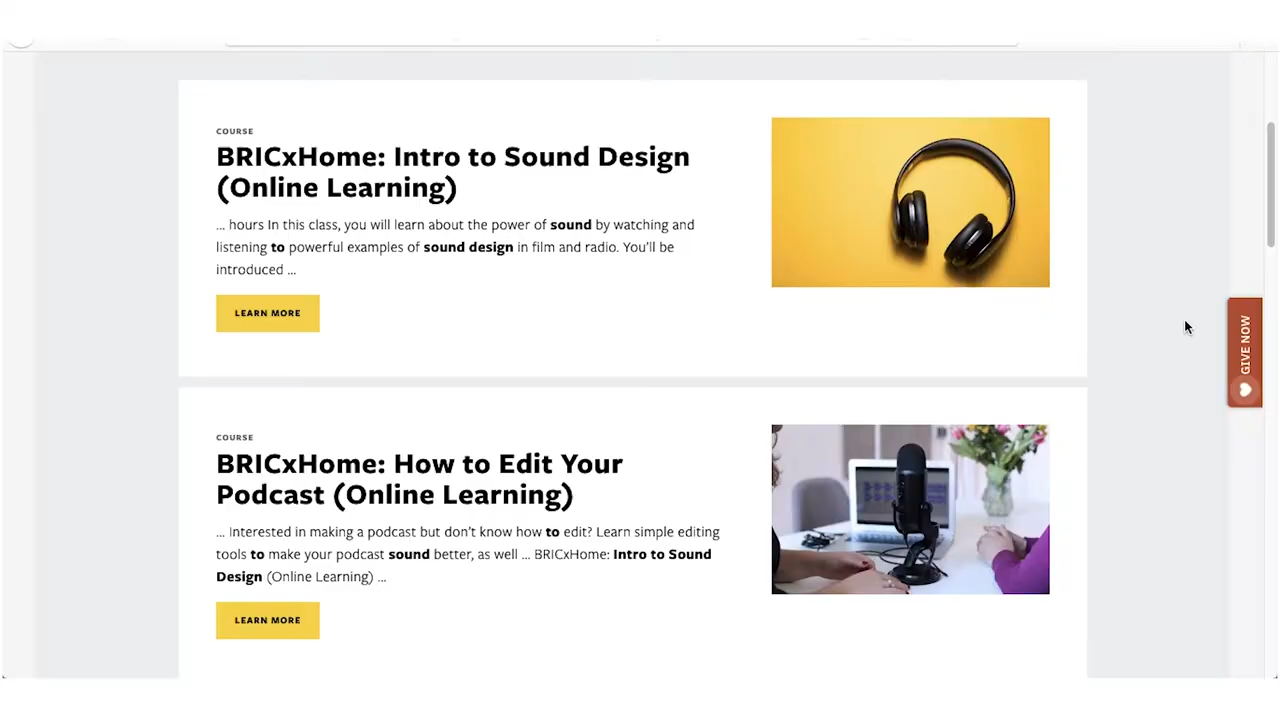 COURSE
BRICxHome: Intro to Sound Design
(Online Learning)
... hours In this class, you will learn about the power of sound by watching and
listening to powerful examples of sound design in film and radio. You'll be
introduced ...
LEARN MORE
GIVE NOW
COURSE
BRICxHome: How to Edit Your
Podcast (Online Learning)
... Interested in making a podcast but don't know how to edit? Learn simple editing
tools to make your podcast sound better, as well ... BRICxHome: Intro to Sound
Design (Online Learning) ...
LEARN MORE